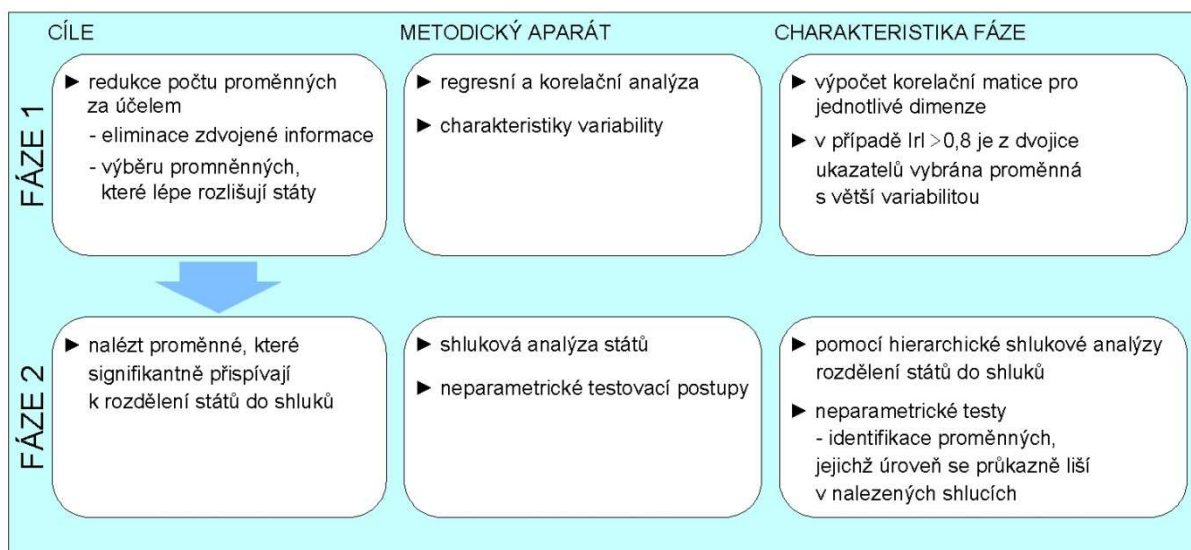 CÍLE
METODICKÝ APARÁT
CHARAKTERISTIKA FÁZE
FÁZE 1
► redukce počtu proměnných
za účelem
- eliminace zdvojené informace
- výběru promněnných,
které lépe rozlišují státy
► regresní a korelační analýza
► charakteristiky variability
► výpočet korelační matice pro
jednotlivé dimenze
► v případě IrI >0,8 je z dvojice
ukazatelů vybrána proměnná
s větší variabilitou
FÁZE 2
► nalézt proměnné, které
signifikantně přispívají
k rozdělení států do shluků
► shluková analýza států
► neparametrické testovací postupy
► pomocí hierarchické shlukové analýzy
rozdělení států do shluků
► neparametrické testy
- identifikace proměnných,
jejichž úroveň se průkazně liší
v nalezených shlucích